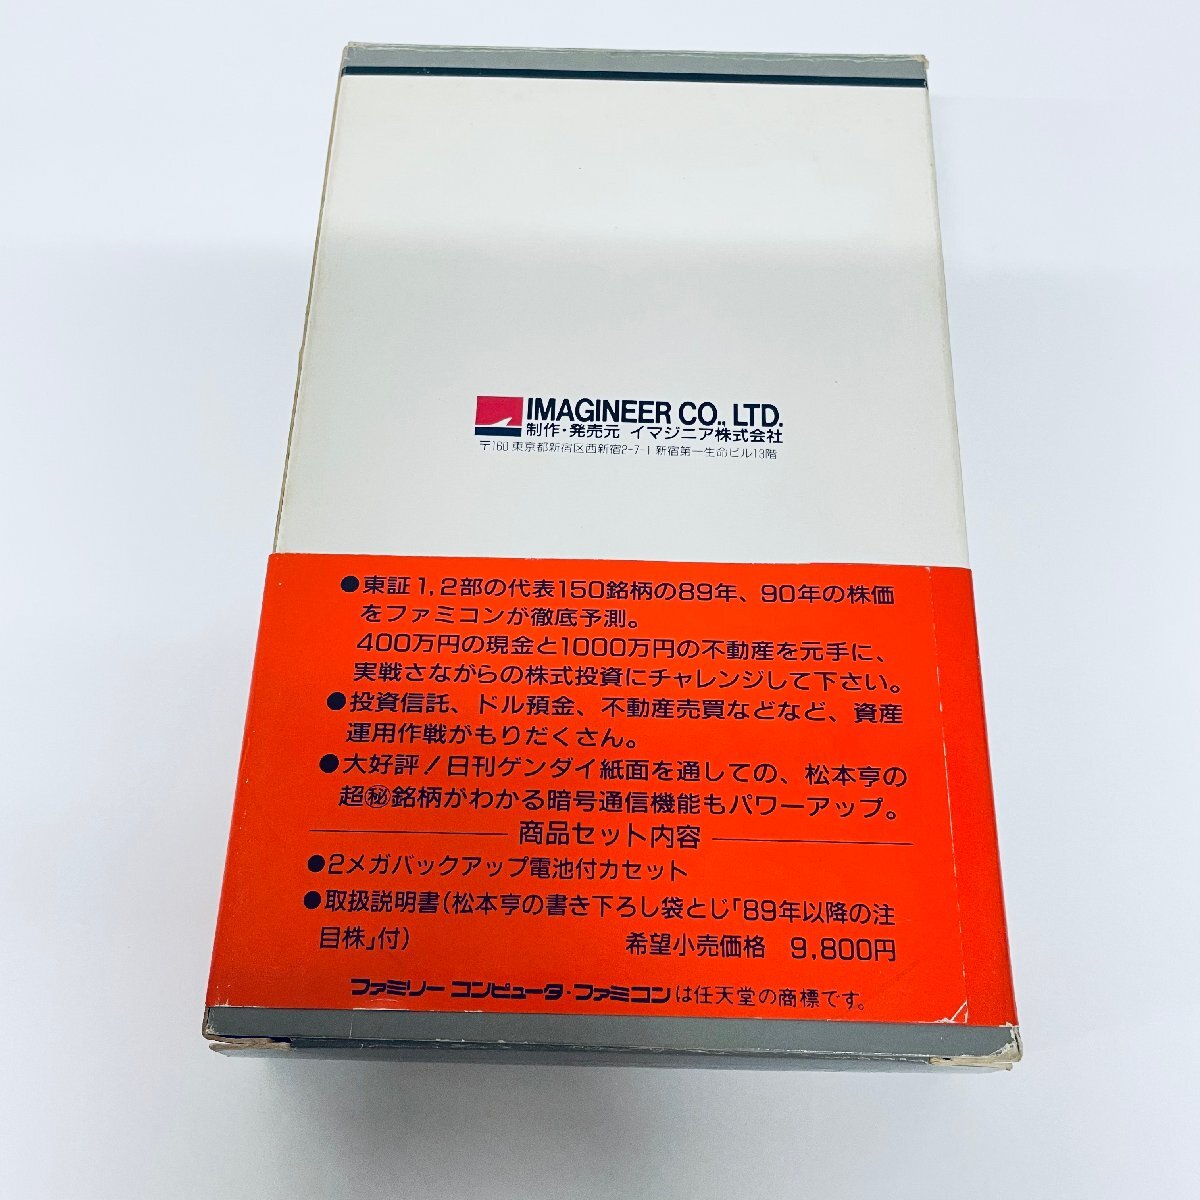 IMAGINEER CO., LTD.
制作・発売元 イマジニア株式会社
〒160 東京都新宿区西新宿2-7-1 新宿第一生命ビル13階
●東証1,2部の代表150銘柄の89年、90年の株価
をファミコンが徹底予測。
400万円の現金と1000万円の不動産を元手に、
実戦さながらの株式投資にチャレンジして下さい。
●投資信託、ドル預金、不動産売買などなど、資産
運用作戦がもりだくさん。
●大好評!日刊ゲンダイ紙面を通しての、松本亨の
超㊙銘柄がわかる暗号通信機能もパワーアップ。
商品セット内容
●2メガバックアップ電池付カセット
●取扱説明書(松本亨の書き下ろし袋とじ「89年以降の注
目株」付) 希望小売価格 9,800円
ファミリーコンピュータ・ファミコンは任天堂の商標です。